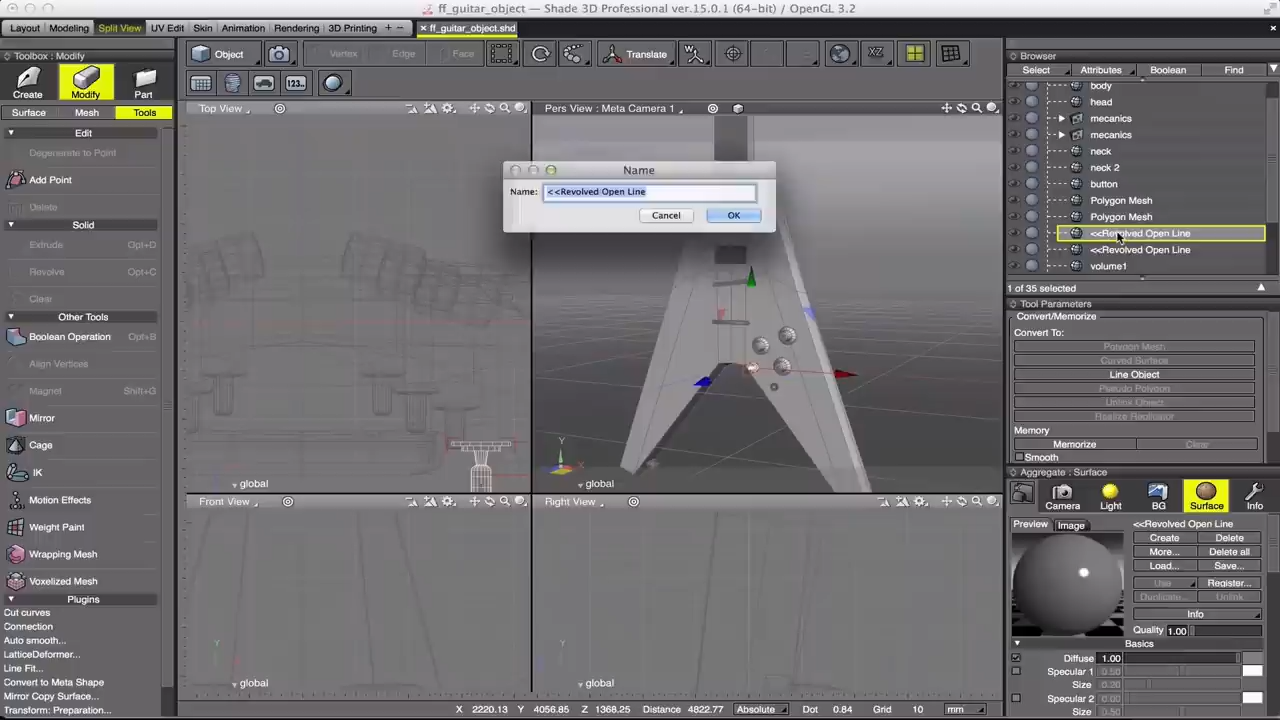 ff_guitar_object — Shade 3D Professional ver.15.0.1 (64-bit) / OpenGL 3.2
Layout Modeling Split View UV Edit Skin Animation Rendering 3D Printing + — × ff_guitar_object.shd
Toolbox : Modify
Create Modify Part
Surface Mesh Tools
Edit
Degenerate to Point
Add Point
Delete
Solid
Extrude Opt+D
Revolve Opt+C
Clear
Other Tools
Boolean Operation Opt+B
Align Vertices
Magnet Shift+G
Mirror
Cage
IK
Motion Effects
Weight Paint
Wrapping Mesh
Voxelized Mesh
Plugins
Cut curves
Connection
Auto smooth...
LatticeDeformer...
Line Fit...
Convert to Meta Shape
Mirror Copy Surface...
Transform: Preparation...
Object Vertex Edge Face Translate XZ
123..
Top View
global
Pers View : Meta Camera 1
Y
X
global
Front View
Y
global
Right View
Y
global
Name
Name: <<Revolved Open Line
Cancel OK
X 2220.13 Y 4056.85 Z 1368.25 Distance 4822.77 Absolute Dot 0.84 Grid 10 mm
Browser
Select Attributes Boolean Find
body
head
mecanics
mecanics
neck
neck 2
button
Polygon Mesh
Polygon Mesh
<<Revolved Open Line
<<Revolved Open Line
volume1
1 of 35 selected
Tool Parameters
Convert/Memorize
Convert To:
Polygon Mesh
Curved Surface
Line Object
Pseudo Polygon
Unlink Object
Realize Replicator
Memory
Memorize Clear
Smooth
Aggregate : Surface
Camera Light BG Surface Info
Preview Image <<Revolved Open Line
Create Delete
More... Delete all
Load... Save...
Use Register...
Duplicate... Unlink
Info
Quality 1.00
Basics
Diffuse 1.00
Specular 1 0.50
Size 0.20
Specular 2 0.00
Size 0.50